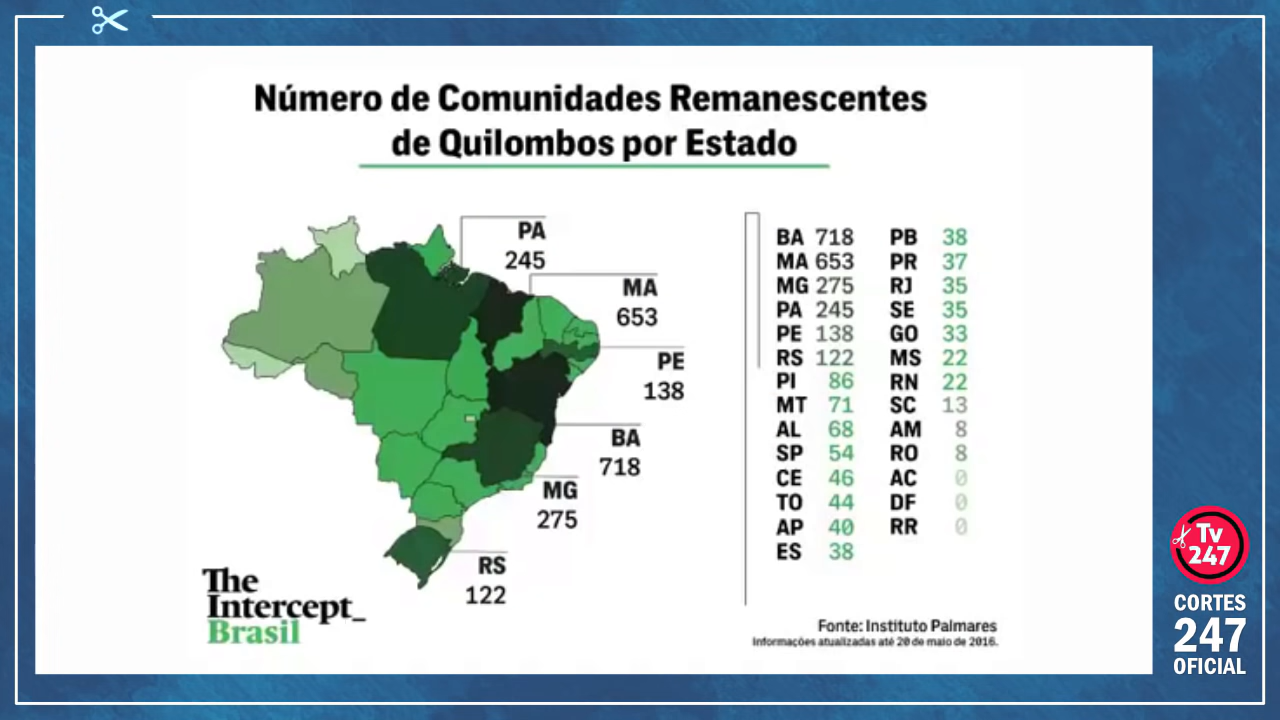 Número de Comunidades Remanescentes
de Quilombos por Estado
PA
245
MA
653
PE
138
BA
718
MG
275
RS
122
BA 718
MA 653
MG 275
PA 245
PE 138
RS 122
PI 86
MT 71
AL 68
SP 54
CE 46
TO 44
AP 40
ES 38
PB 38
PR 37
RJ 35
SE 35
GO 33
MS 22
RN 22
SC 13
AM 8
RO 8
AC 0
DF 0
RR 0
The
Intercept_
Brasil
Fonte: Instituto Palmares
Informações atualizadas até 20 de maio de 2016.
Tv
247
CORTES
247
OFICIAL